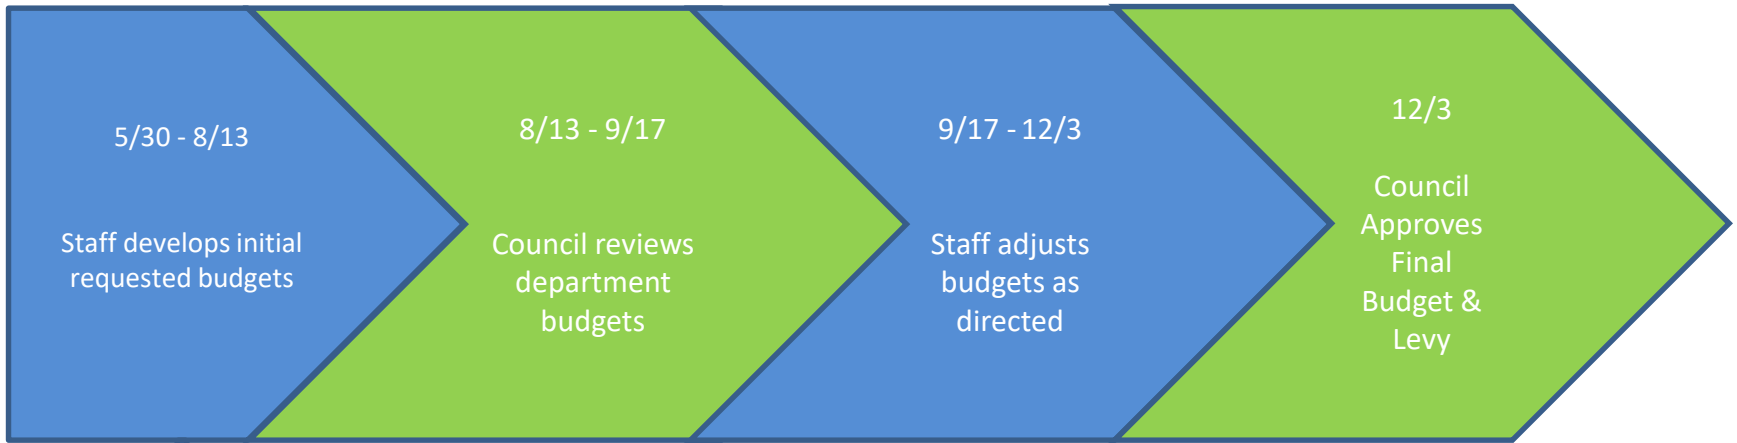 5/30 - 8/13
Staff develops initial
requested budgets
8/13 - 9/17
Council reviews
department
budgets
9/17 - 12/3
Staff adjusts
budgets as
directed
12/3
Council
Approves
Final
Budget &
Levy